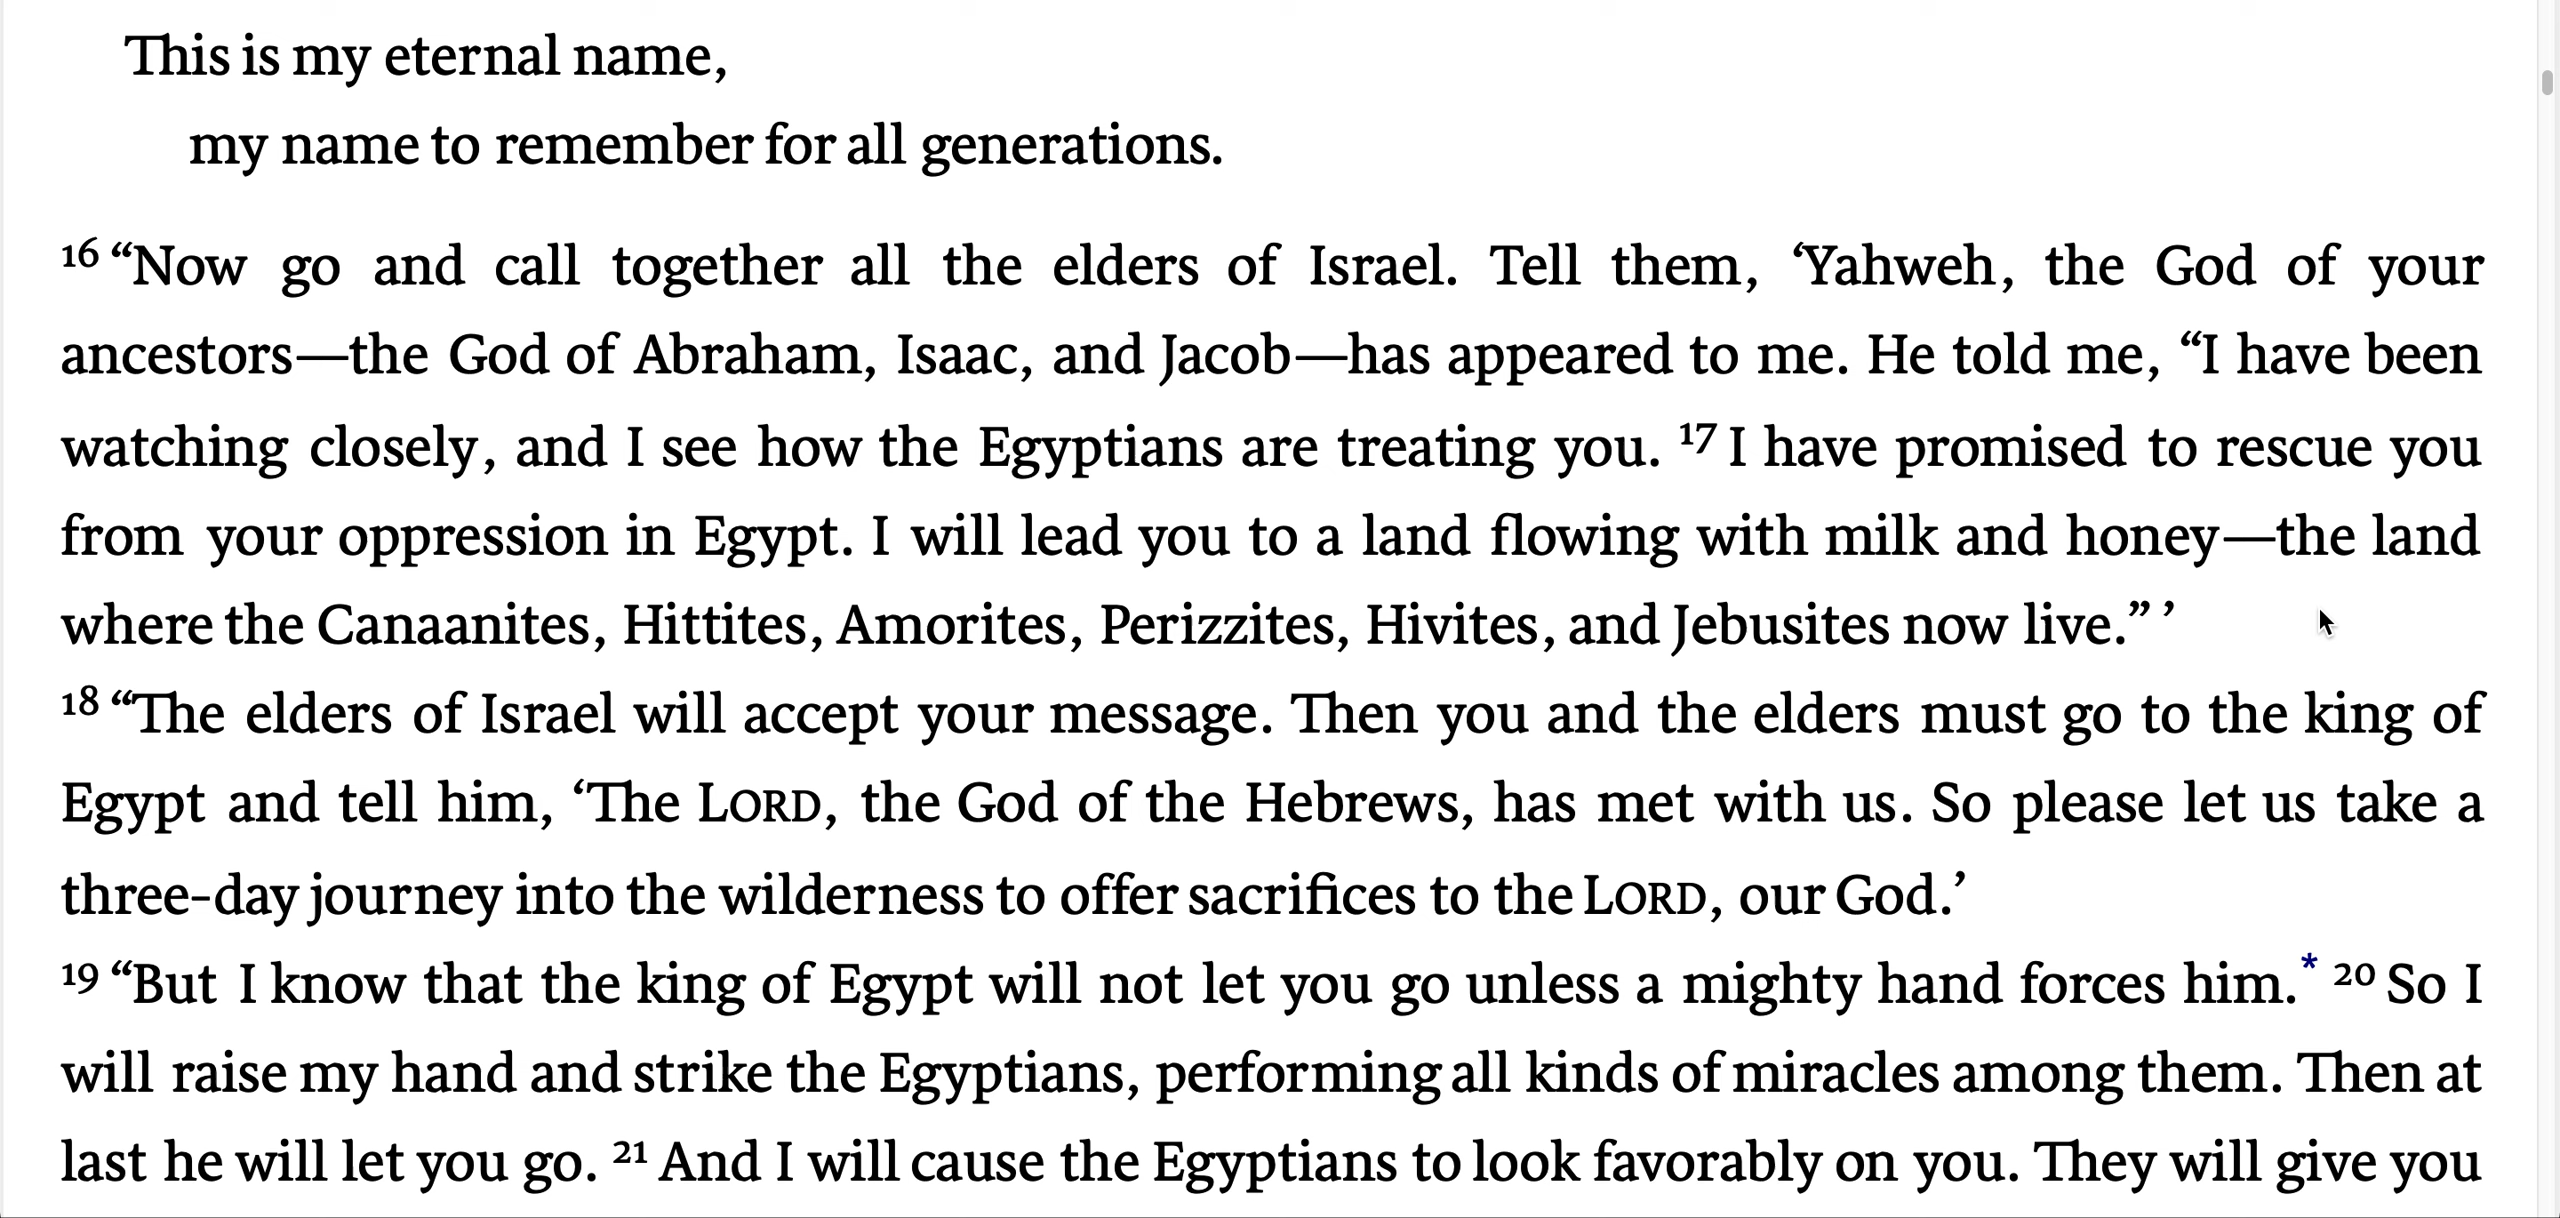 This is my eternal name,
my name to remember for all generations.
16 “Now go and call together all the elders of Israel. Tell them, ‘Yahweh, the God of your
ancestors—the God of Abraham, Isaac, and Jacob—has appeared to me. He told me, “I have been
watching closely, and I see how the Egyptians are treating you. 17 I have promised to rescue you
from your oppression in Egypt. I will lead you to a land flowing with milk and honey—the land
where the Canaanites, Hittites, Amorites, Perizzites, Hivites, and Jebusites now live.” ’
18 “The elders of Israel will accept your message. Then you and the elders must go to the king of
Egypt and tell him, ‘The LORD, the God of the Hebrews, has met with us. So please let us take a
three-day journey into the wilderness to offer sacrifices to the LORD, our God.’
19 “But I know that the king of Egypt will not let you go unless a mighty hand forces him.* 20 So I
will raise my hand and strike the Egyptians, performing all kinds of miracles among them. Then at
last he will let you go. 21 And I will cause the Egyptians to look favorably on you. They will give you